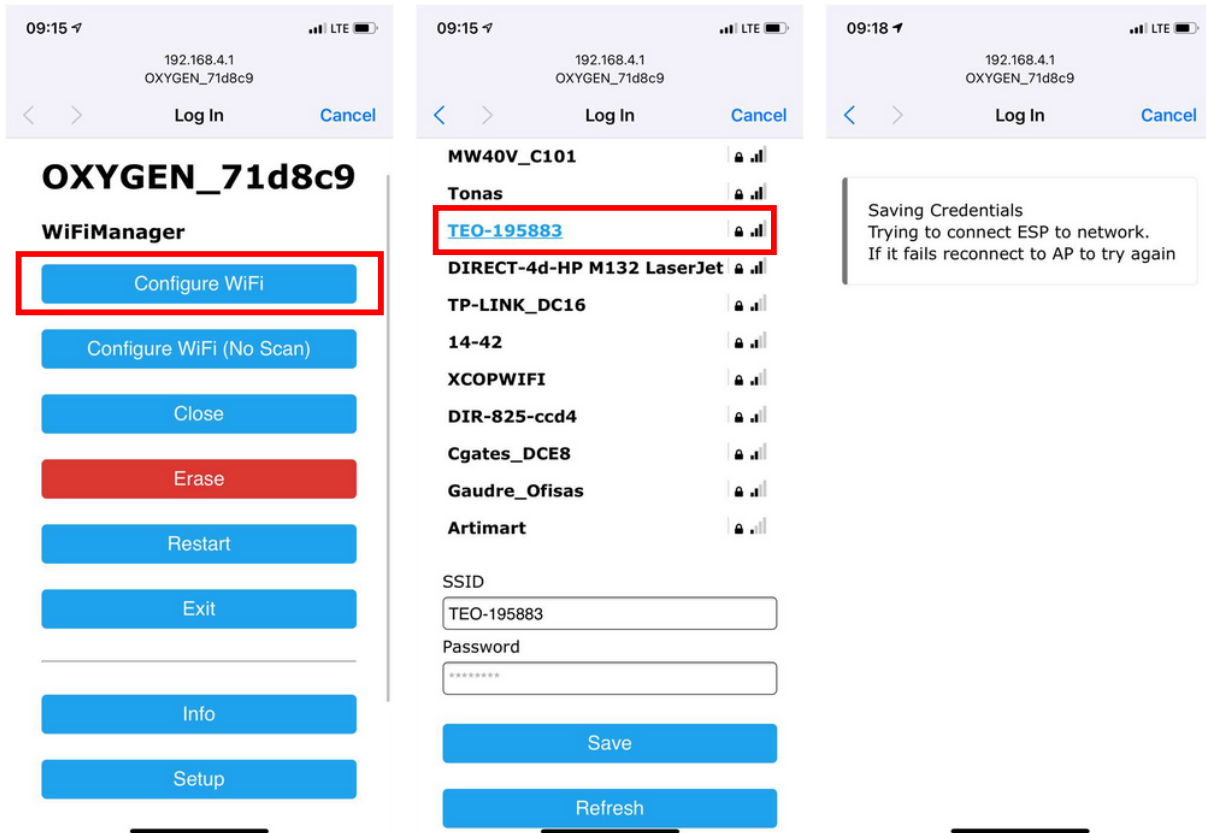 09:15
LTE
192.168.4.1
OXYGEN_71d8c9
Log In
Cancel
OXYGEN_71d8c9
WiFiManager
Configure WiFi
Configure WiFi (No Scan)
Close
Erase
Restart
Exit
Info
Setup
09:15
LTE
192.168.4.1
OXYGEN_71d8c9
Log In
Cancel
MW40V_C101
Tonas
TEO-195883
DIRECT-4d-HP M132 LaserJet
TP-LINK_DC16
14-42
XCOPWIFI
DIR-825-ccd4
Cgates_DCE8
Gaudre_Ofisas
Artimart
SSID
TEO-195883
Password
********
Save
Refresh
09:18
LTE
192.168.4.1
OXYGEN_71d8c9
Log In
Cancel
Saving Credentials
Trying to connect ESP to network.
If it fails reconnect to AP to try again